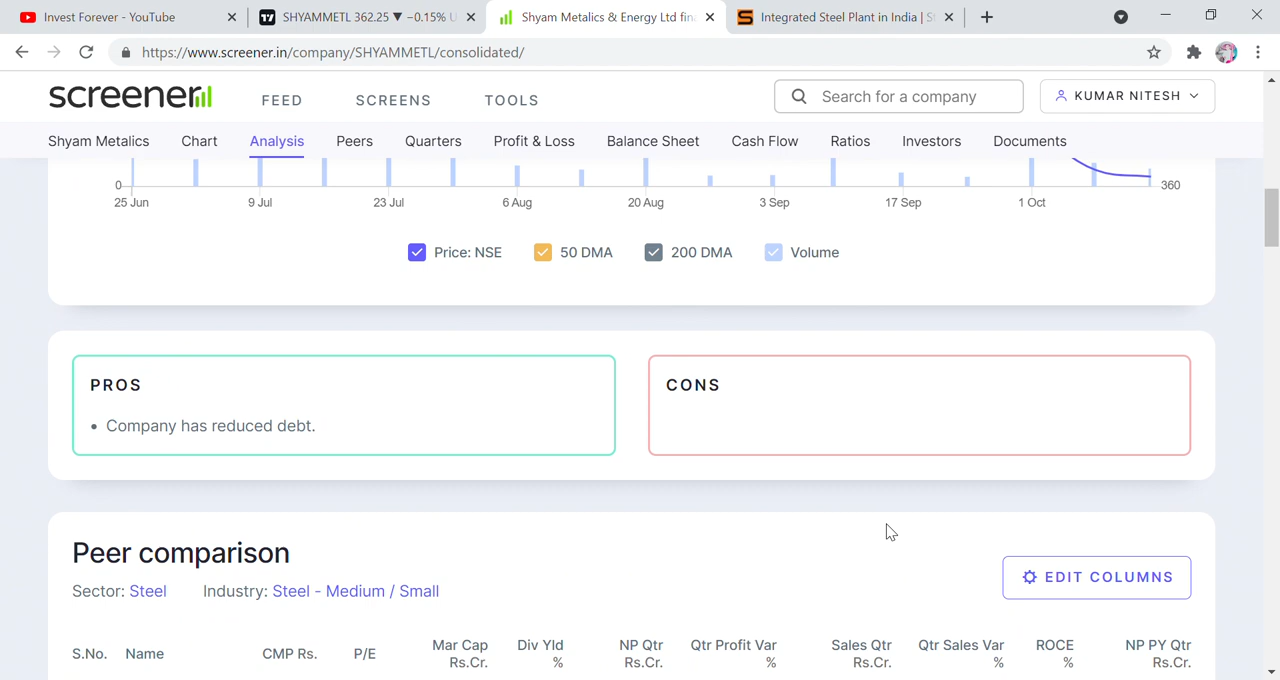 Invest Forever - YouTube
SHYAMMETL 362.25 ▼ −0.15% U
Shyam Metalics & Energy Ltd fin
Integrated Steel Plant in India | S
https://www.screener.in/company/SHYAMMETL/consolidated/
screener
FEED SCREENS TOOLS
Search for a company
KUMAR NITESH
Shyam Metalics Chart Analysis Peers Quarters Profit & Loss Balance Sheet Cash Flow Ratios Investors Documents
0 360
25 Jun 9 Jul 23 Jul 6 Aug 20 Aug 3 Sep 17 Sep 1 Oct
Price: NSE 50 DMA 200 DMA Volume
PROS
• Company has reduced debt.
CONS
Peer comparison
Sector: Steel Industry: Steel - Medium / Small
EDIT COLUMNS
S.No. Name CMP Rs. P/E Mar Cap Rs.Cr. Div Yld % NP Qtr Rs.Cr. Qtr Profit Var % Sales Qtr Rs.Cr. Qtr Sales Var % ROCE % NP PY Qtr Rs.Cr.